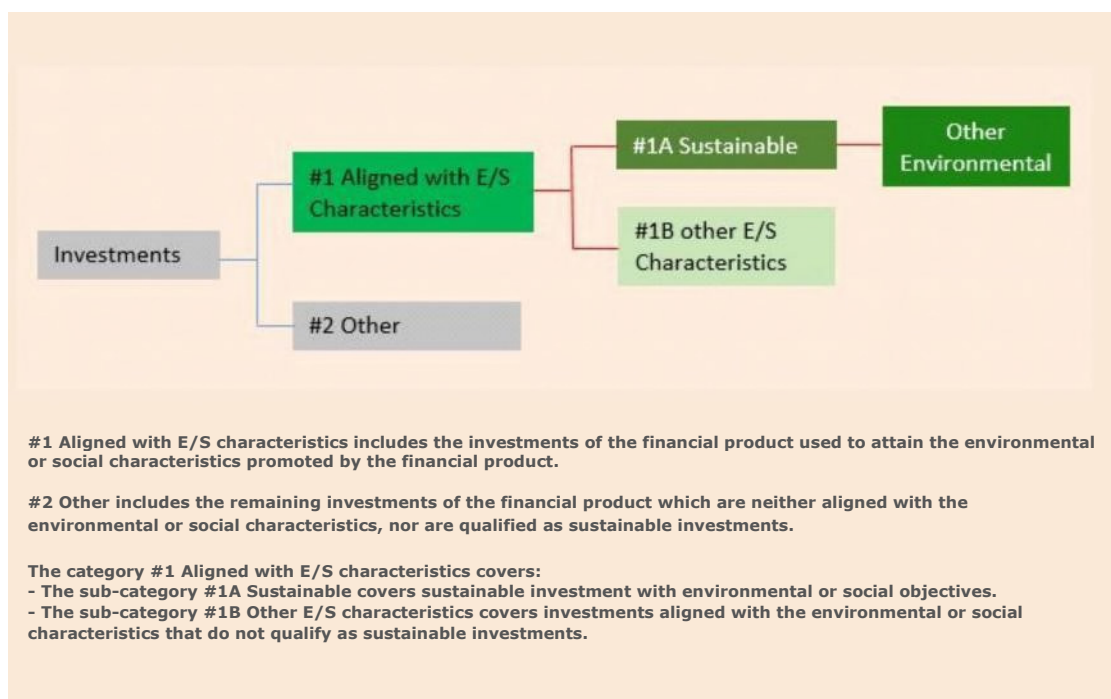 Other
Environmental
#1A Sustainable
#1 Aligned with E/S
Characteristics
#1B other E/S
Characteristics
Investments
#2 Other
#1 Aligned with E/S characteristics includes the investments of the financial product used to attain the environmental
or social characteristics promoted by the financial product.
#2 Other includes the remaining investments of the financial product which are neither aligned with the
environmental or social characteristics, nor are qualified as sustainable investments.
The category #1 Aligned with E/S characteristics covers:
- The sub-category #1A Sustainable covers sustainable investment with environmental or social objectives.
- The sub-category #1B Other E/S characteristics covers investments aligned with the environmental or social
characteristics that do not qualify as sustainable investments.